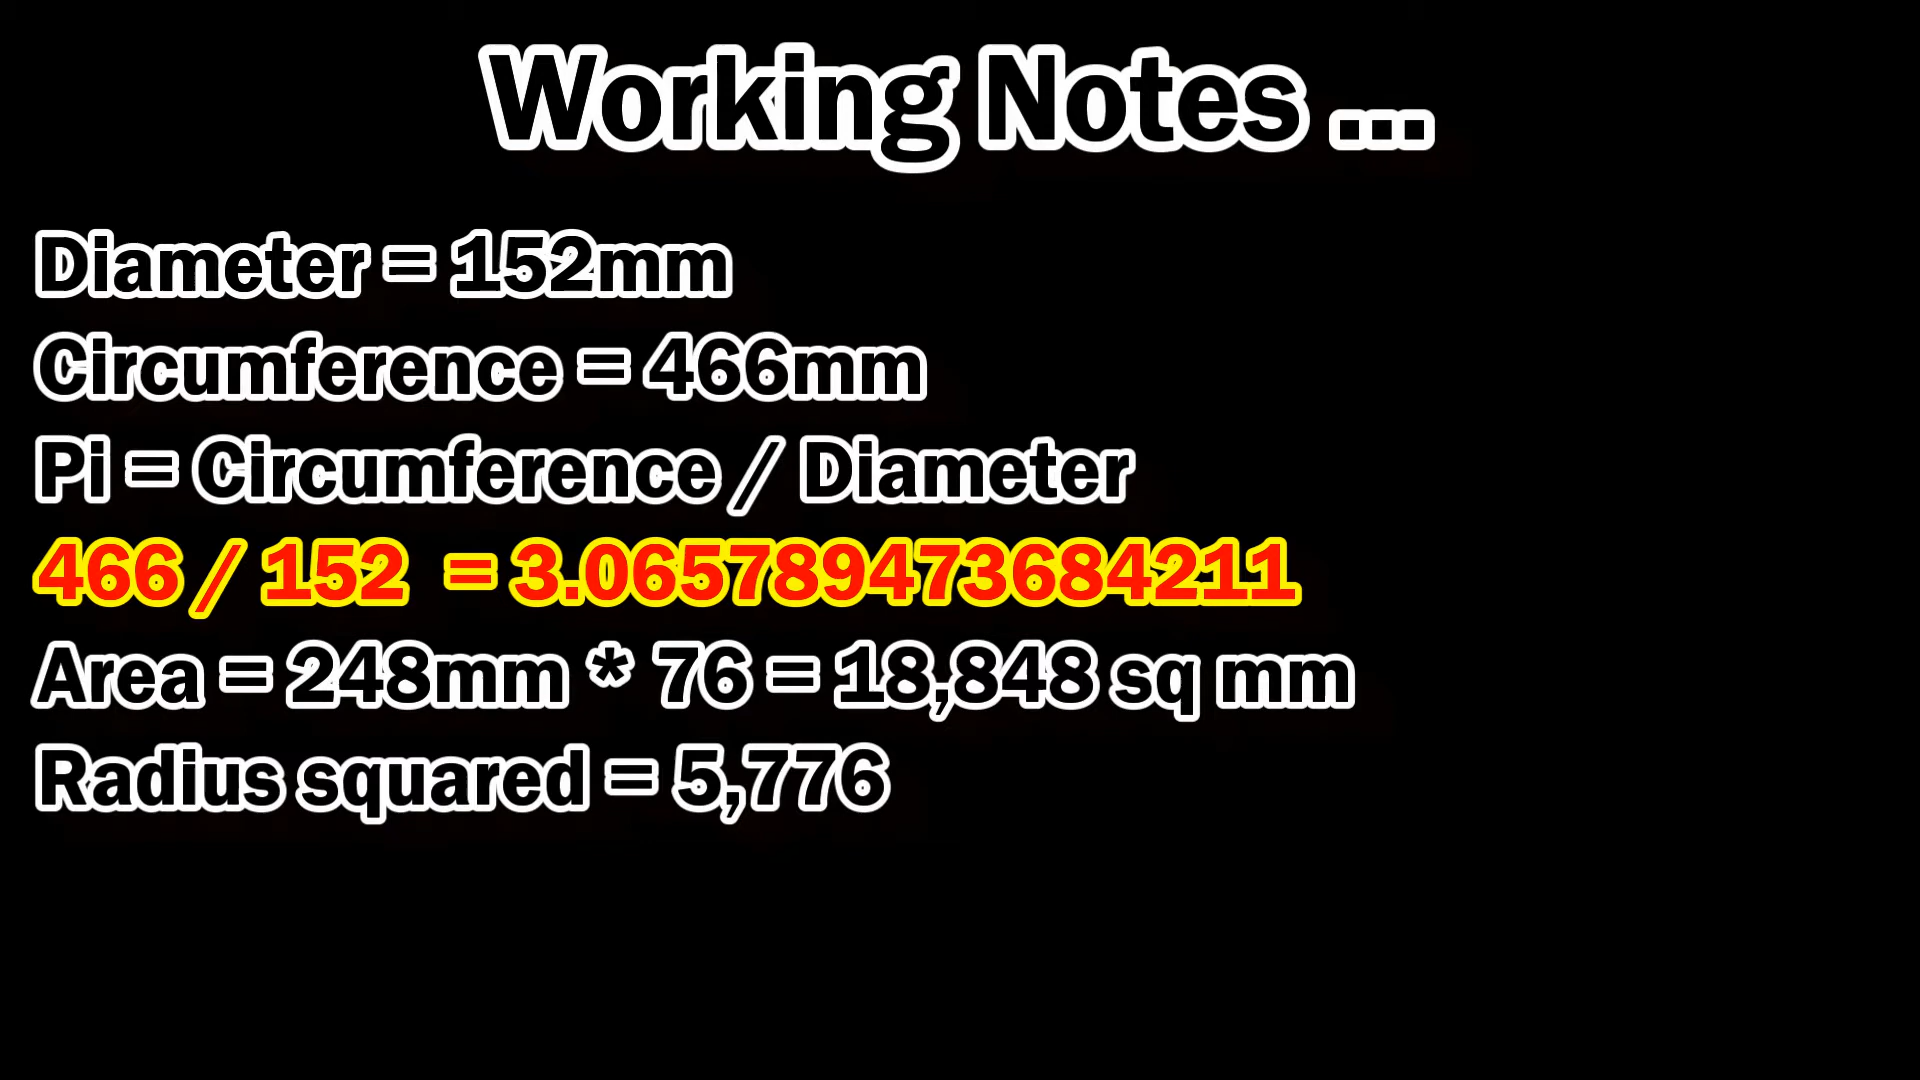 Working Notes ...
Diameter = 152mm
Circumference = 466mm
Pi = Circumference / Diameter
466 / 152 = 3.065789473684211
Area = 248mm * 76 = 18,848 sq mm
Radius squared = 5,776